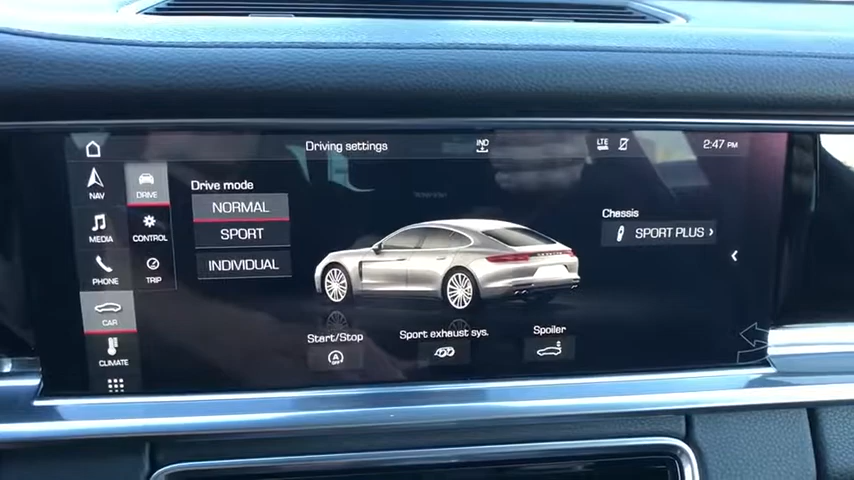 Driving settings
IND
LTE
2:47 PM
NAV
DRIVE
MEDIA
CONTROL
PHONE
TRIP
CAR
CLIMATE
Drive mode
NORMAL
SPORT
INDIVIDUAL
Chassis
SPORT PLUS
Start/Stop
OFF
Sport exhaust sys.
Spoiler